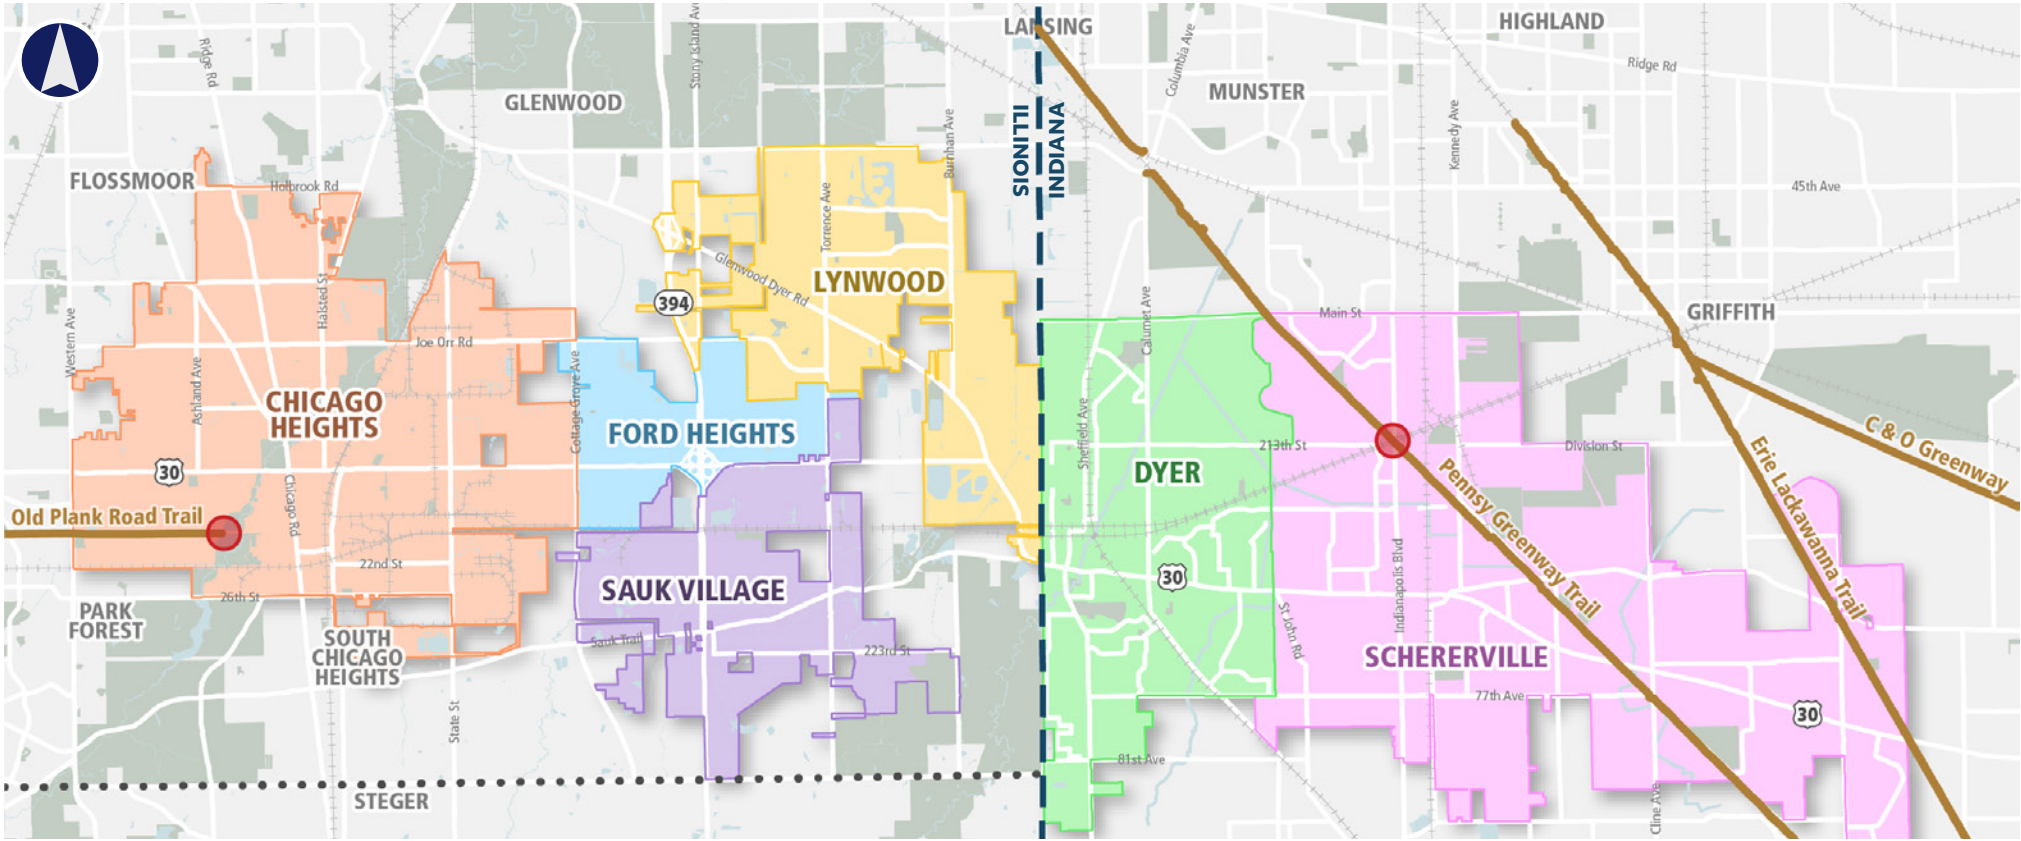 LANSING
HIGHLAND
Ridge Rd
Stony Island Ave
Columbia Ave
Ridge Rd
GLENWOOD
MUNSTER
ILLINOIS
INDIANA
Burnhan Ave
Kennedy Ave
FLOSSMOOR
Holbrook Rd
45th Ave
Torrence Ave
Glenwood Dyer Rd
LYNWOOD
394
Halsted St
Western Ave
Calumet Ave
Main St
GRIFFITH
Joe Orr Rd
Ashland Ave
Cottage Grove Ave
CHICAGO
HEIGHTS
FORD HEIGHTS
Sheffield Ave
213th St
Division St
C & O Greenway
30
DYER
Chicago Rd
Old Plank Road Trail
Pennsy Greenway Trail
Erie Lackawanna Trail
22nd St
26th St
SAUK VILLAGE
30
Indianapolis Blvd
St John Rd
PARK
FOREST
SOUTH
CHICAGO
HEIGHTS
Sauk Trail
223rd St
SCHERERVILLE
State St
77th Ave
30
81st Ave
STEGER
Cline Ave